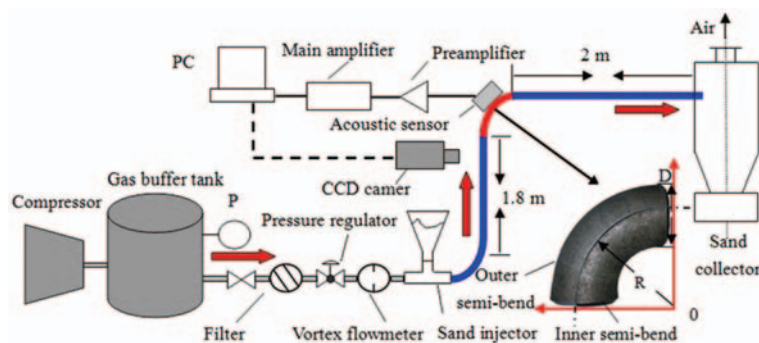 Air
Main amplifier
Preamplifier
2 m
PC
Acoustic sensor
CCD camer
Gas buffer tank
Compressor
P
Pressure regulator
1.8 m
D
Sand
collector
Outer
semi-bend
R
0
Filter
Vortex flowmeter
Sand injector
Inner semi-bend